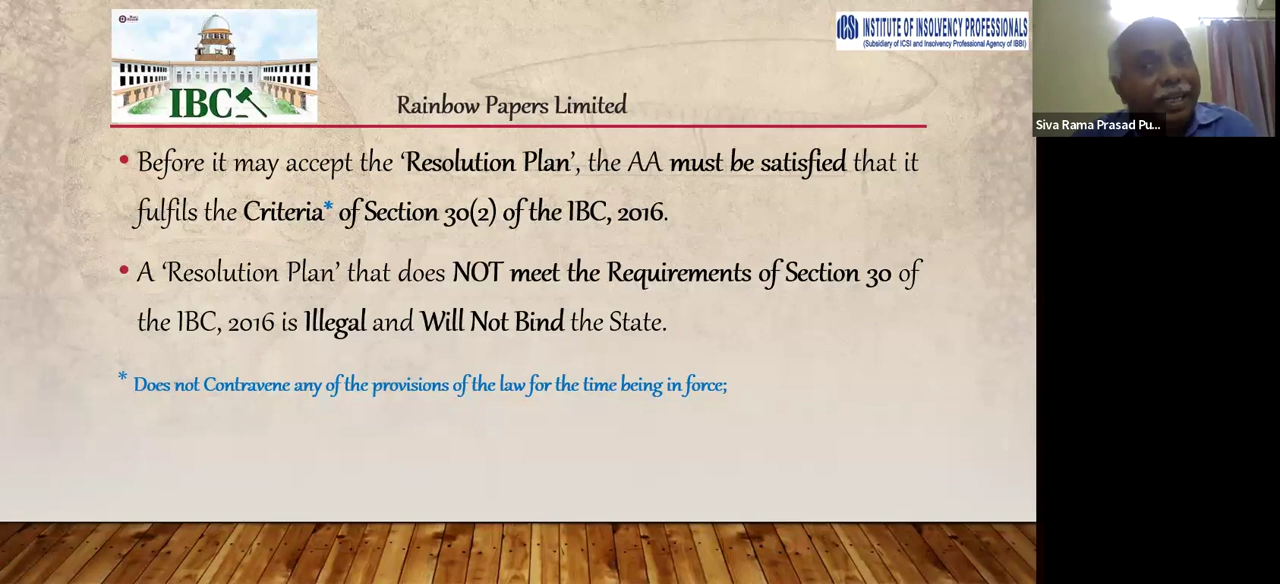 IBC
ICSI INSTITUTE OF INSOLVENCY PROFESSIONALS
(Subsidiary of ICSI and Insolvency Professional Agency of IBBI)
Siva Rama Prasad Pu...
Rainbow Papers Limited
• Before it may accept the ‘Resolution Plan’, the AA must be satisfied that it
fulfils the Criteria* of Section 30(2) of the IBC, 2016.
• A ‘Resolution Plan’ that does NOT meet the Requirements of Section 30 of
the IBC, 2016 is Illegal and Will Not Bind the State.
* Does not Contravene any of the provisions of the law for the time being in force;